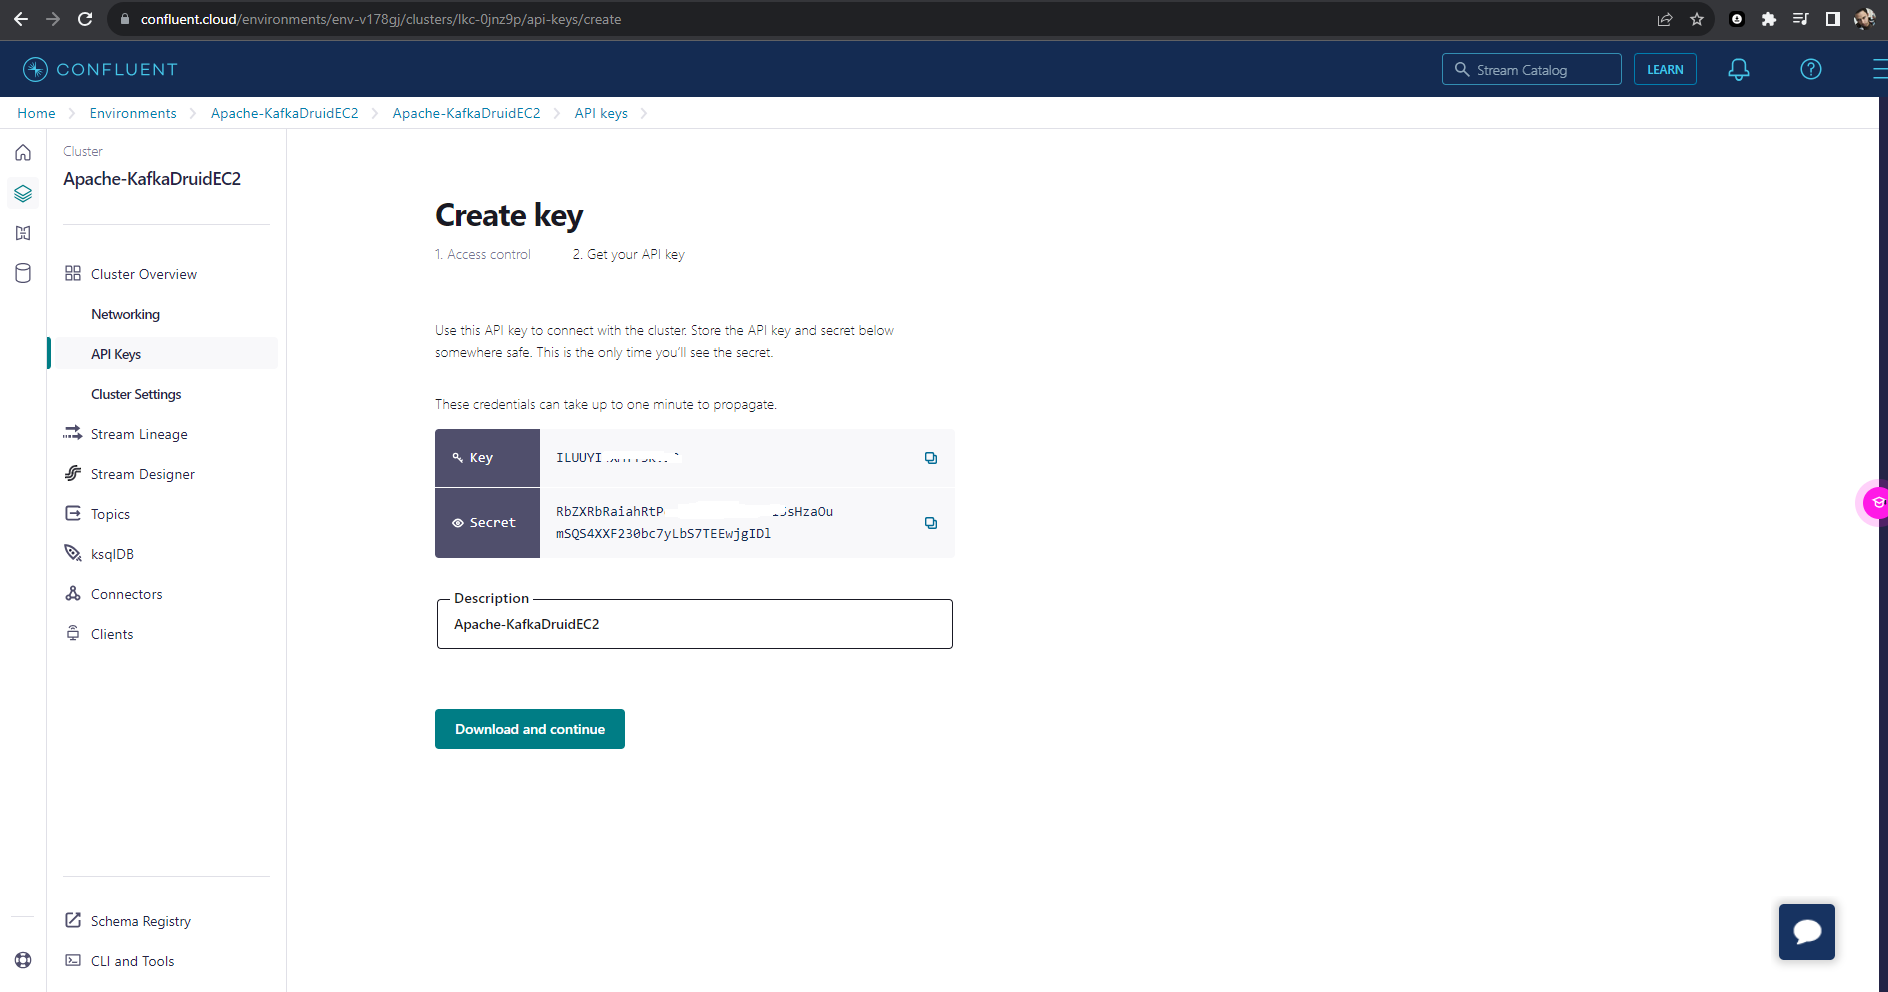 confluent.cloud/environments/env-v178gj/clusters/lkc-0jnz9p/api-keys/create
CONFLUENT
Stream Catalog
LEARN
Home
Environments
Apache-KafkaDruidEC2
Apache-KafkaDruidEC2
API keys
Cluster
Apache-KafkaDruidEC2
Cluster Overview
Networking
API Keys
Cluster Settings
Stream Lineage
Stream Designer
Topics
ksqlDB
Connectors
Clients
Schema Registry
CLI and Tools
Create key
1. Access control
2. Get your API key
Use this API key to connect with the cluster. Store the API key and secret below
somewhere safe. This is the only time you'll see the secret.
These credentials can take up to one minute to propagate.
Key
ILUUYI
Secret
RbZXRbRaiahRtP sHzaOu
mSQS4XXF230bc7yLbS7TEEwjgIDl
Description
Apache-KafkaDruidEC2
Download and continue